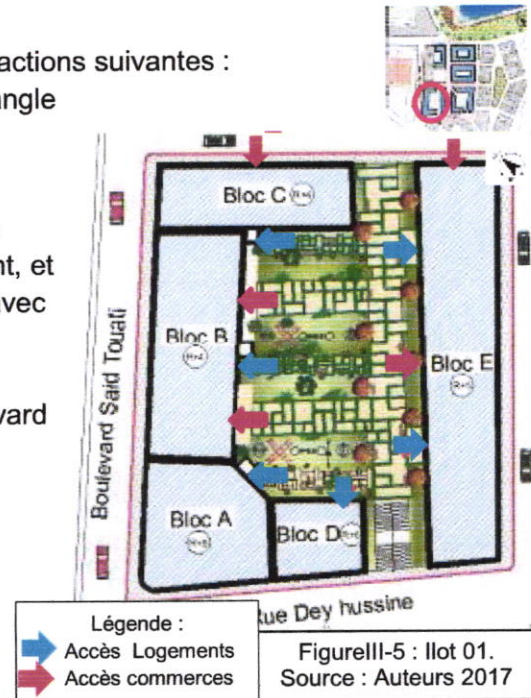 actions suivantes :
angle
nt, et
avec
vard
Bloc C
Bloc B
Bloc E
Bloc A
Bloc D
Boulevard Said Touati
ue Dey hussine
Légende :
Accès Logements
Accès commerces
FigureIII-5 : Ilot 01.
Source : Auteurs 2017